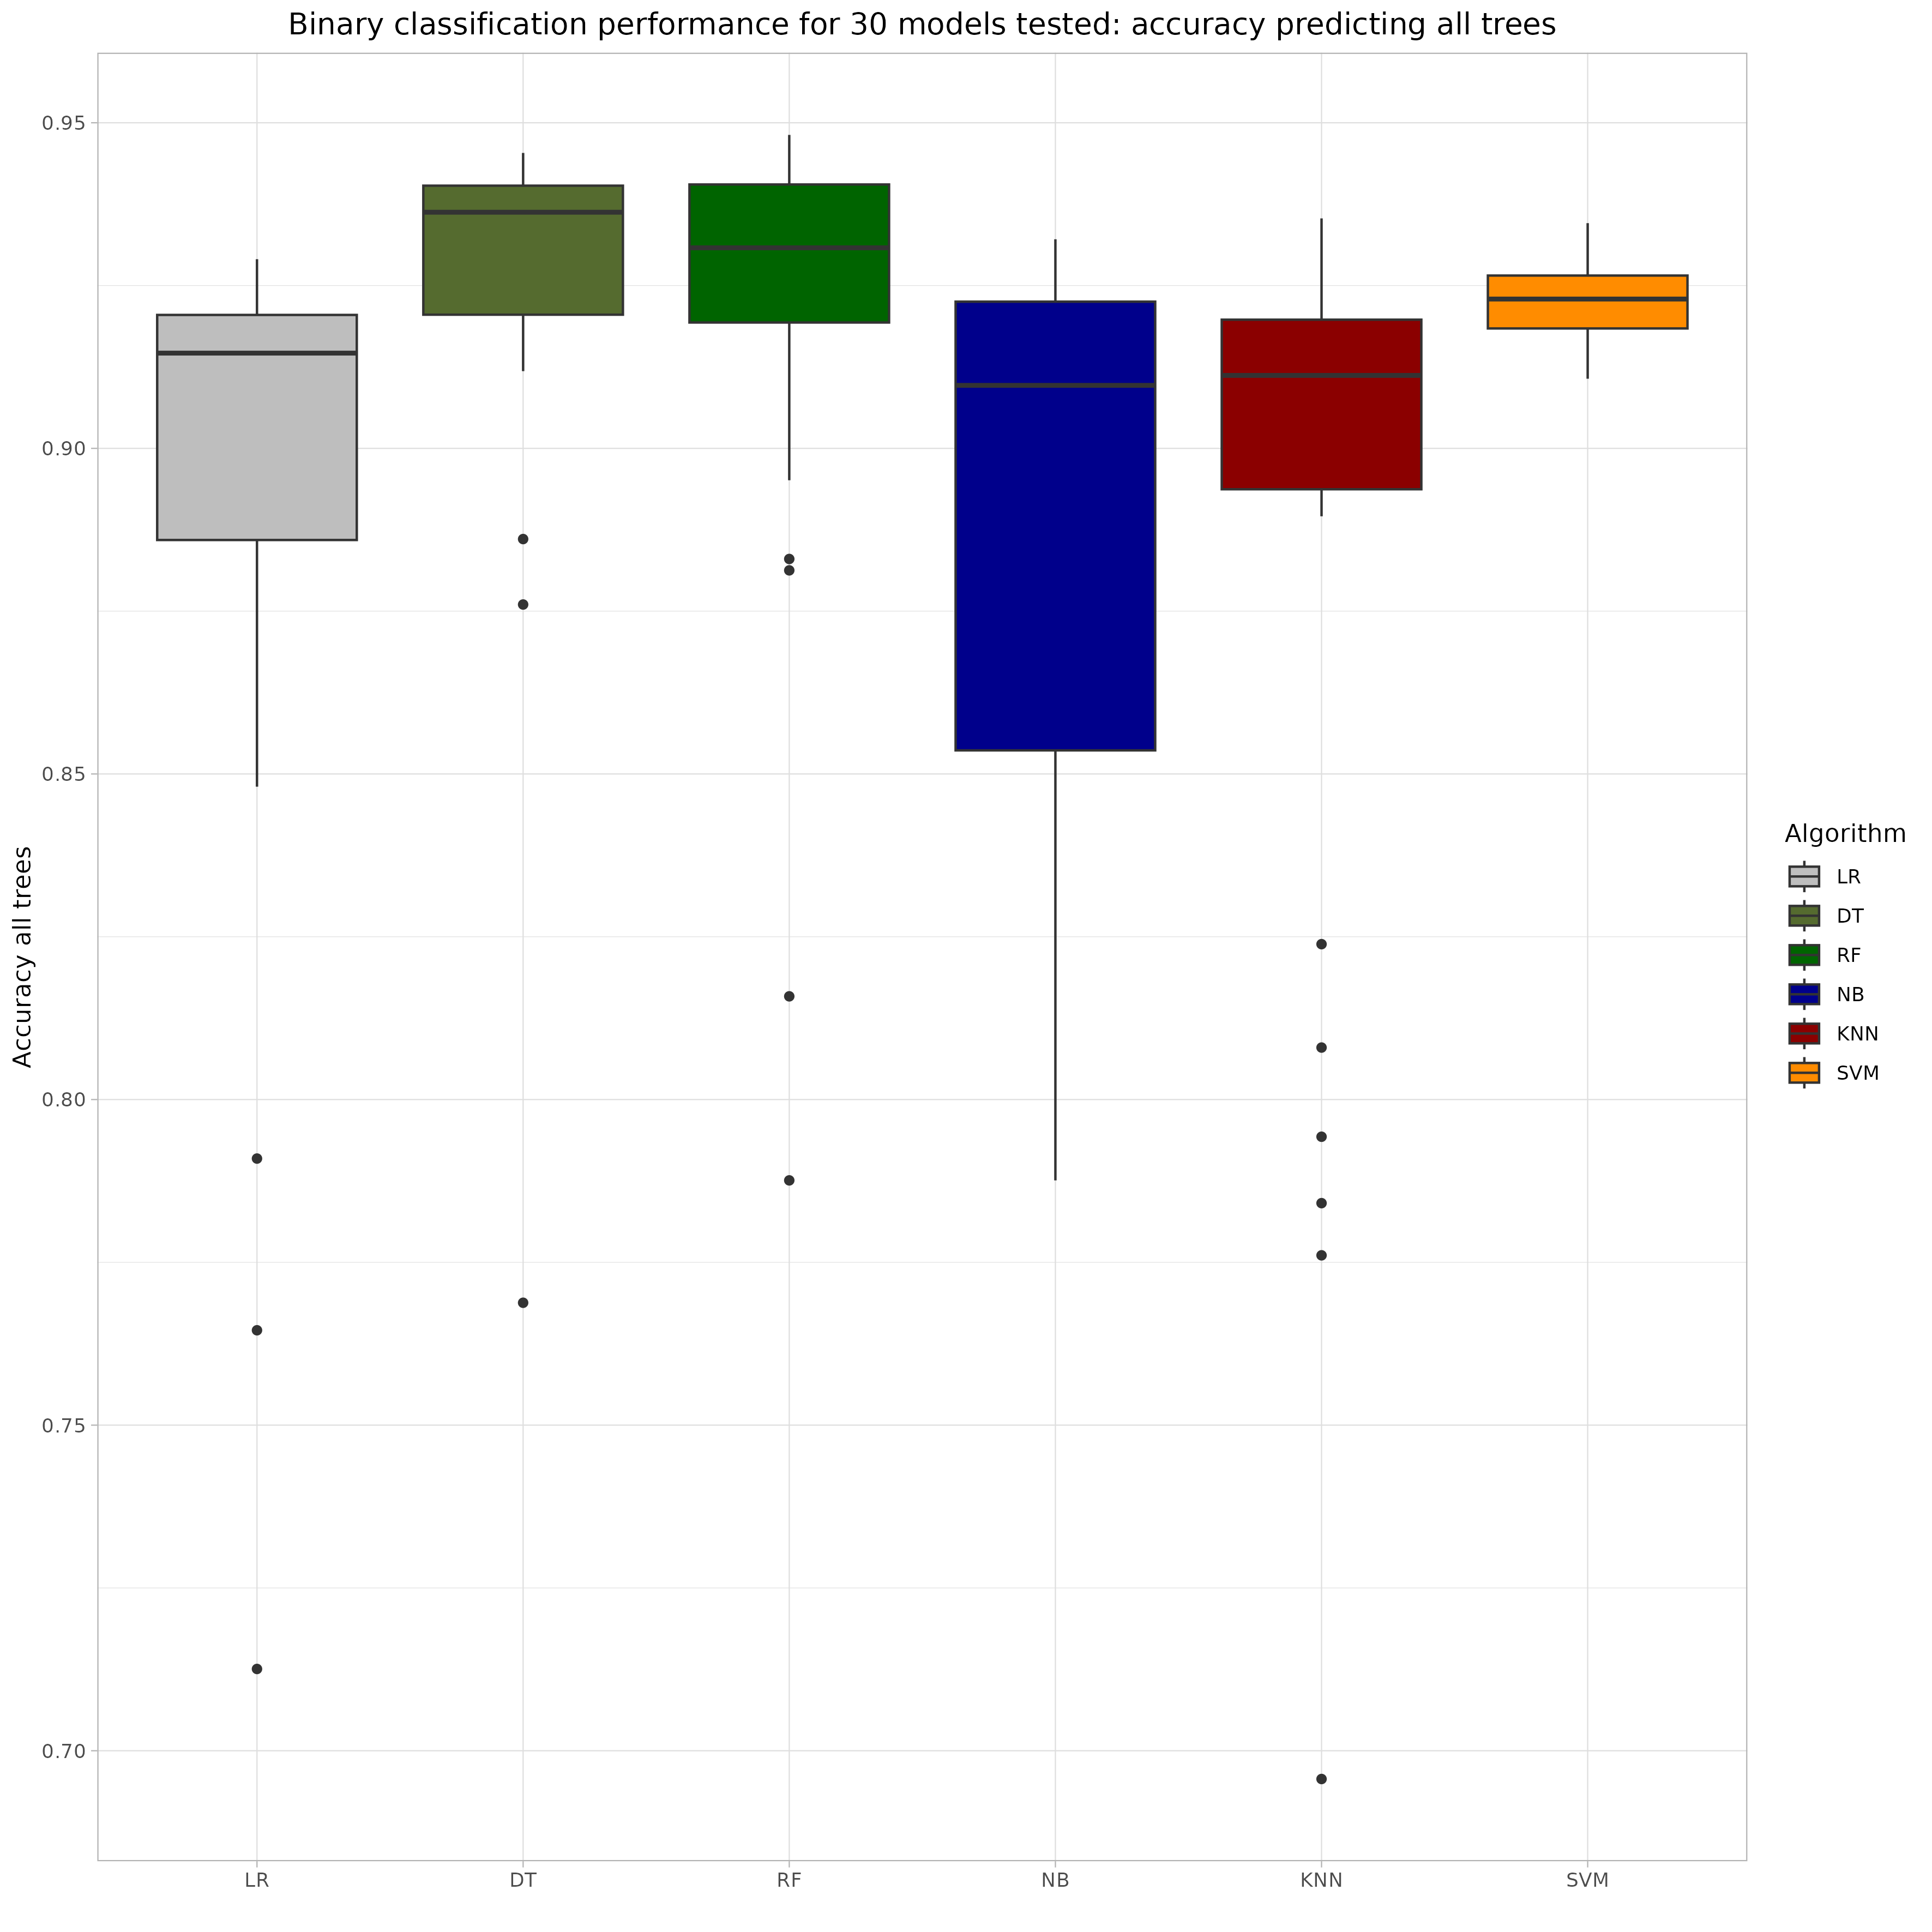 Binary classification performance for 30 models tested: accuracy predicting all trees
Accuracy all trees
0.95
0.90
0.85
0.80
0.75
0.70
LR
DT
RF
NB
KNN
SVM
Algorithm
LR
DT
RF
NB
KNN
SVM